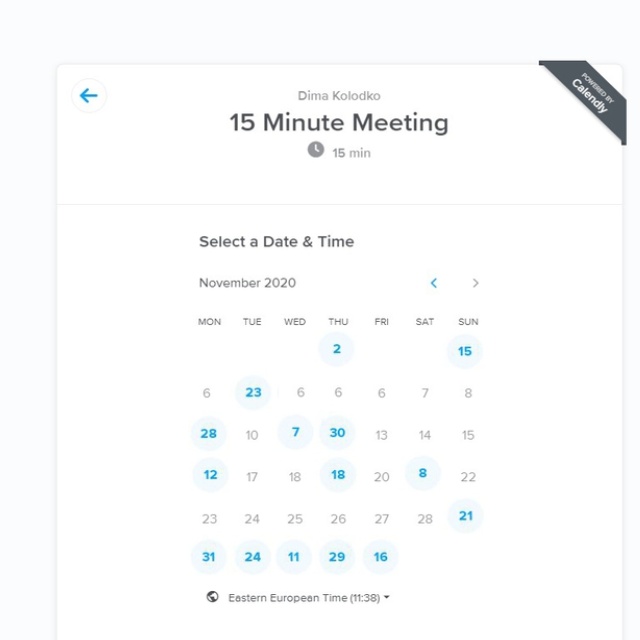 POWERED BY
Calendly
Dima Kolodko
15 Minute Meeting
15 min
Select a Date & Time
November 2020
MON TUE WED THU FRI SAT SUN
2 15
6 23 6 6 6 7 8
28 10 7 30 13 14 15
12 17 18 18 20 8 22
23 24 25 26 27 28 21
31 24 11 29 16
Eastern European Time (11:38)